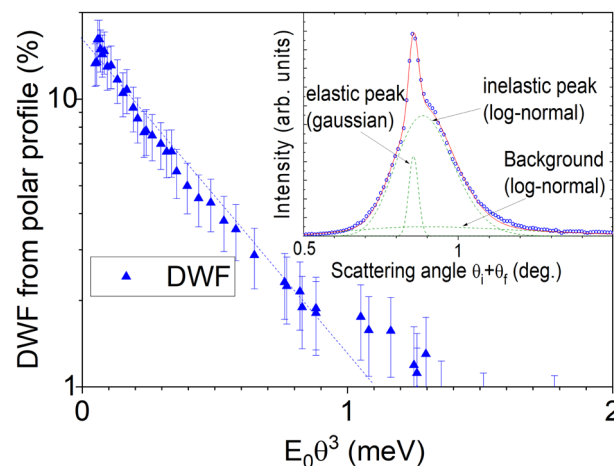 DWF from polar profile (%)
10
1
DWF
0
1
2
E₀θ³ (meV)
Intensity (arb. units)
elastic peak
(gaussian)
inelastic peak
(log-normal)
Background
(log-normal)
0.5
1
Scattering angle θᵢ+θf (deg.)